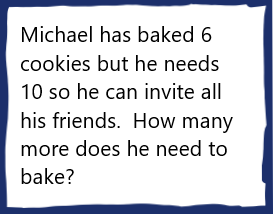 Michael has baked 6
cookies but he needs
10 so he can invite all
his friends.  How many
more does he need to
bake?